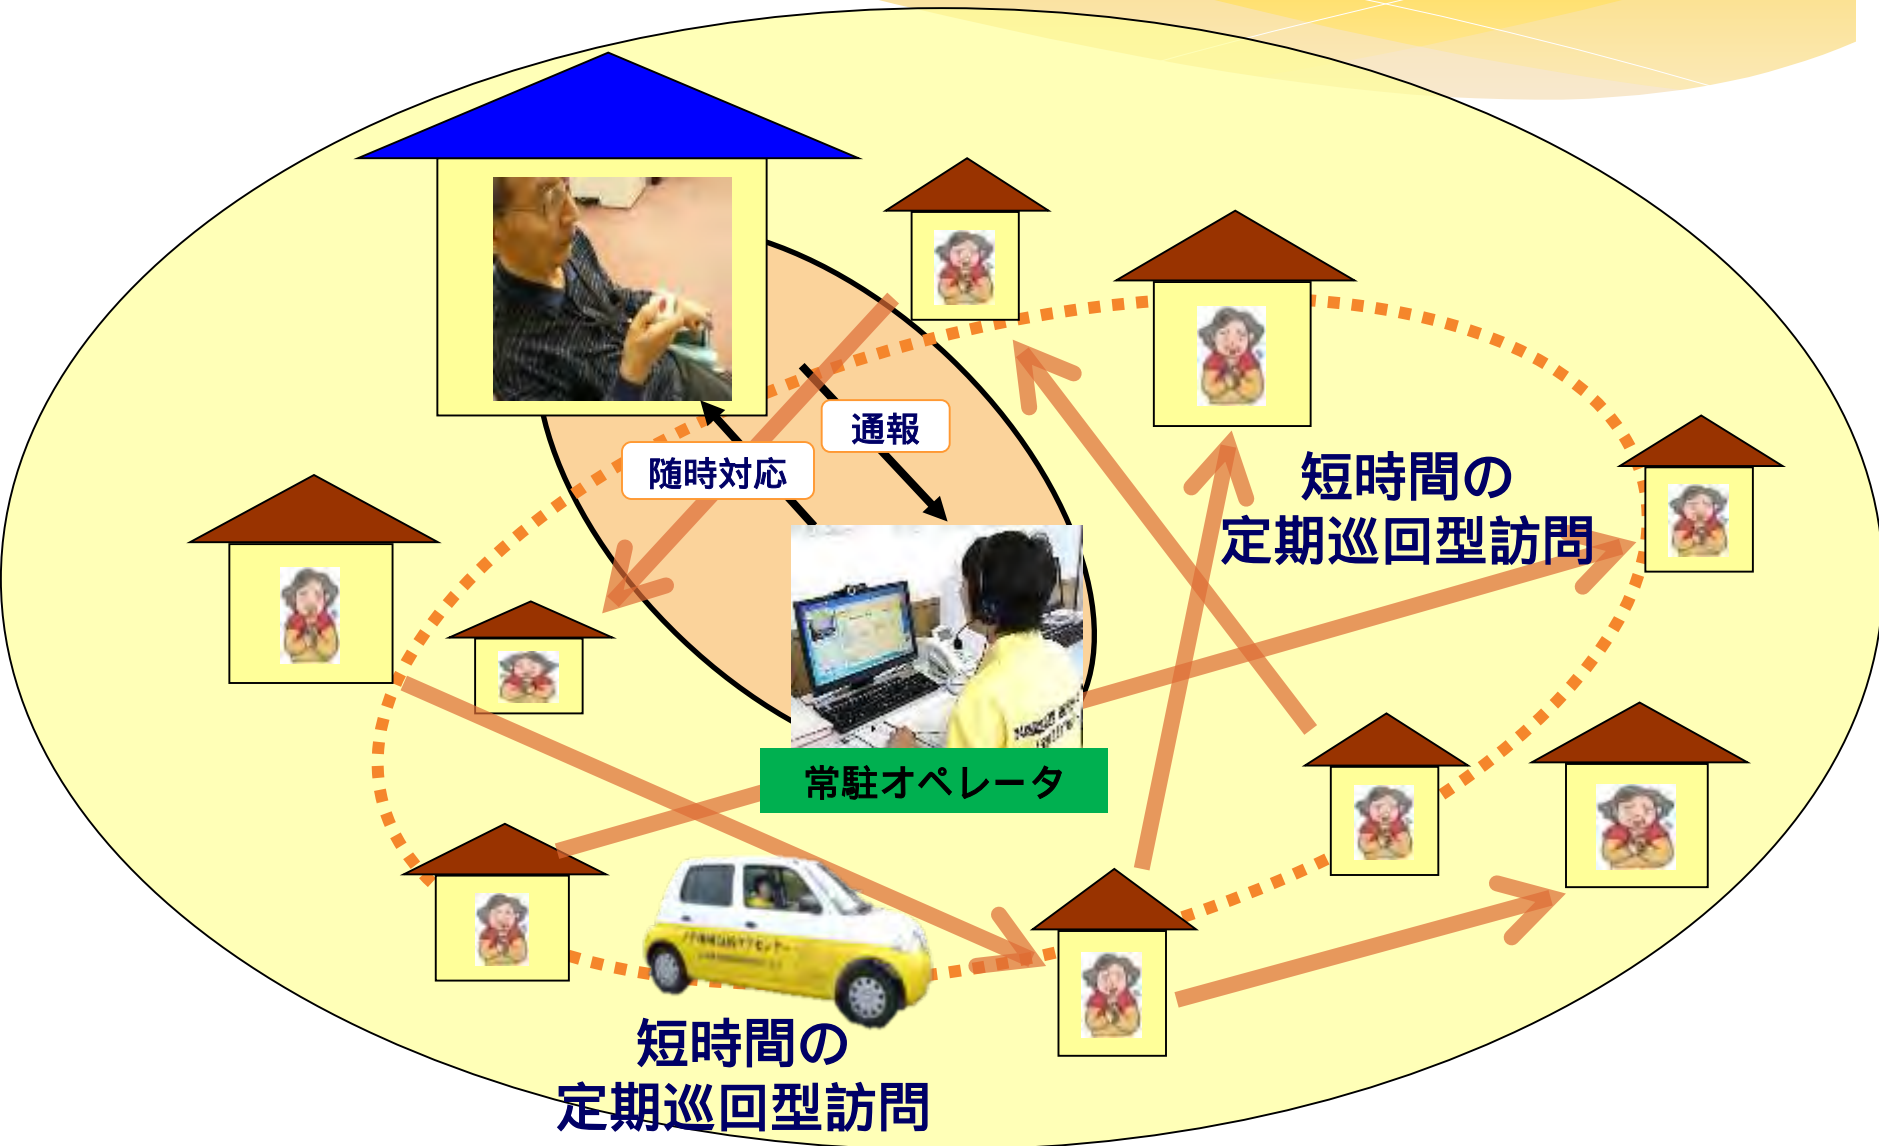 通報
随時対応
短時間の
定期巡回型訪問
常駐オペレータ
短時間の
定期巡回型訪問